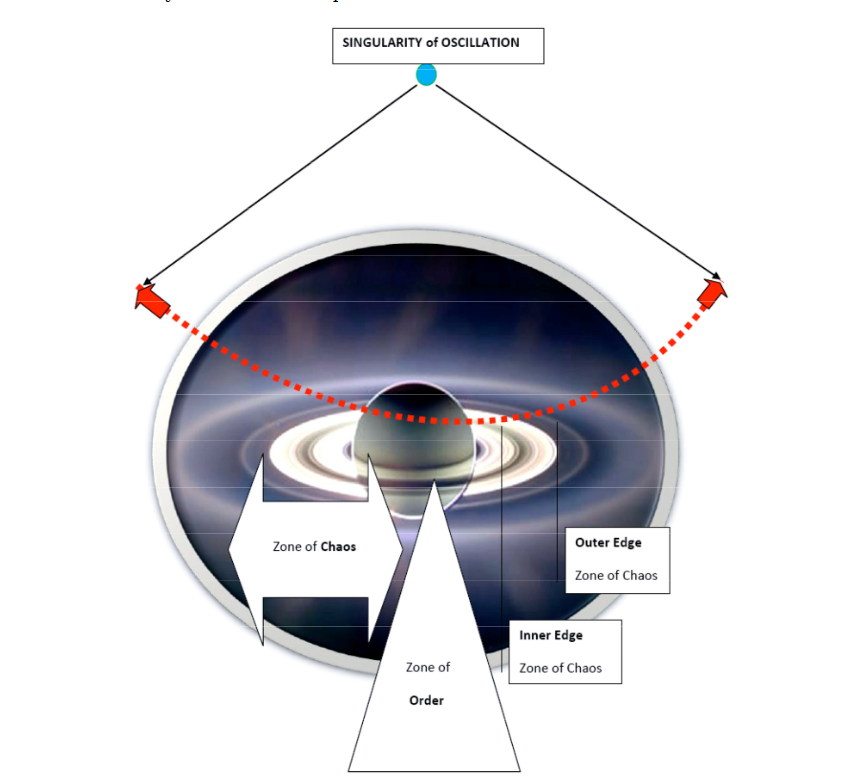 SINGULARITY of OSCILLATION
Zone of Chaos
Outer Edge
Zone of Chaos
Inner Edge
Zone of Chaos
Zone of
Order